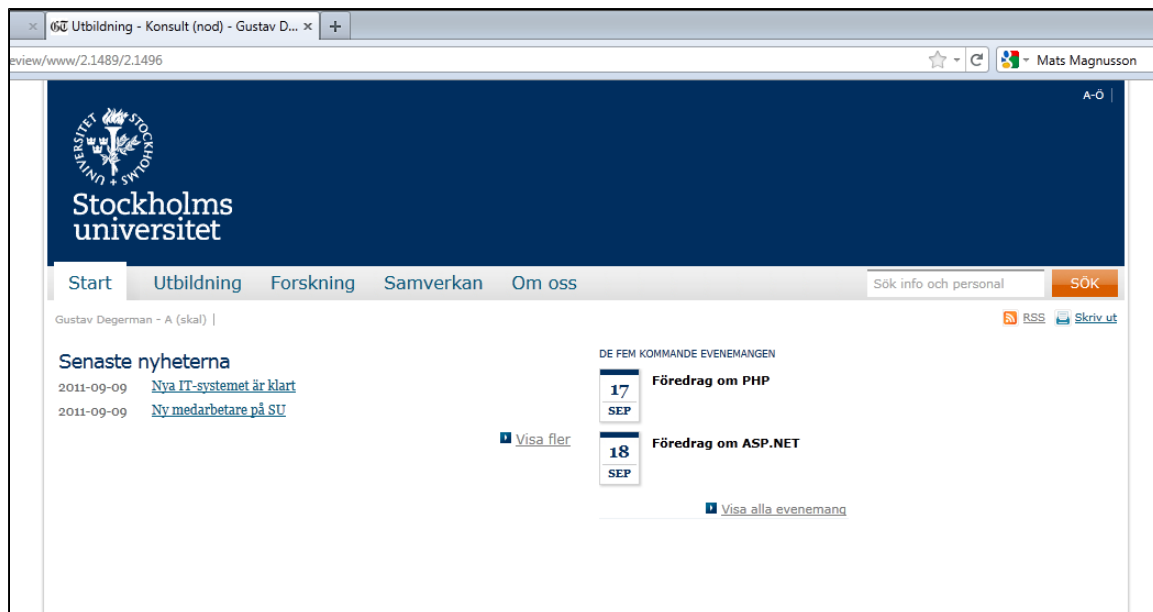 GT Utbildning - Konsult (nod) - Gustav D...
eview/www/2.1489/2.1496
Mats Magnusson
A-Ö
STOCKHOLMS UNIVERSITET
Stockholms
universitet
Start Utbildning Forskning Samverkan Om oss Sök info och personal SÖK
Gustav Degerman - A (skal) | RSS Skriv ut
Senaste nyheterna
2011-09-09 Nya IT-systemet är klart
2011-09-09 Ny medarbetare på SU
Visa fler
DE FEM KOMMANDE EVENEMANGEN
17 Föredrag om PHP
SEP
18 Föredrag om ASP.NET
SEP
Visa alla evenemang